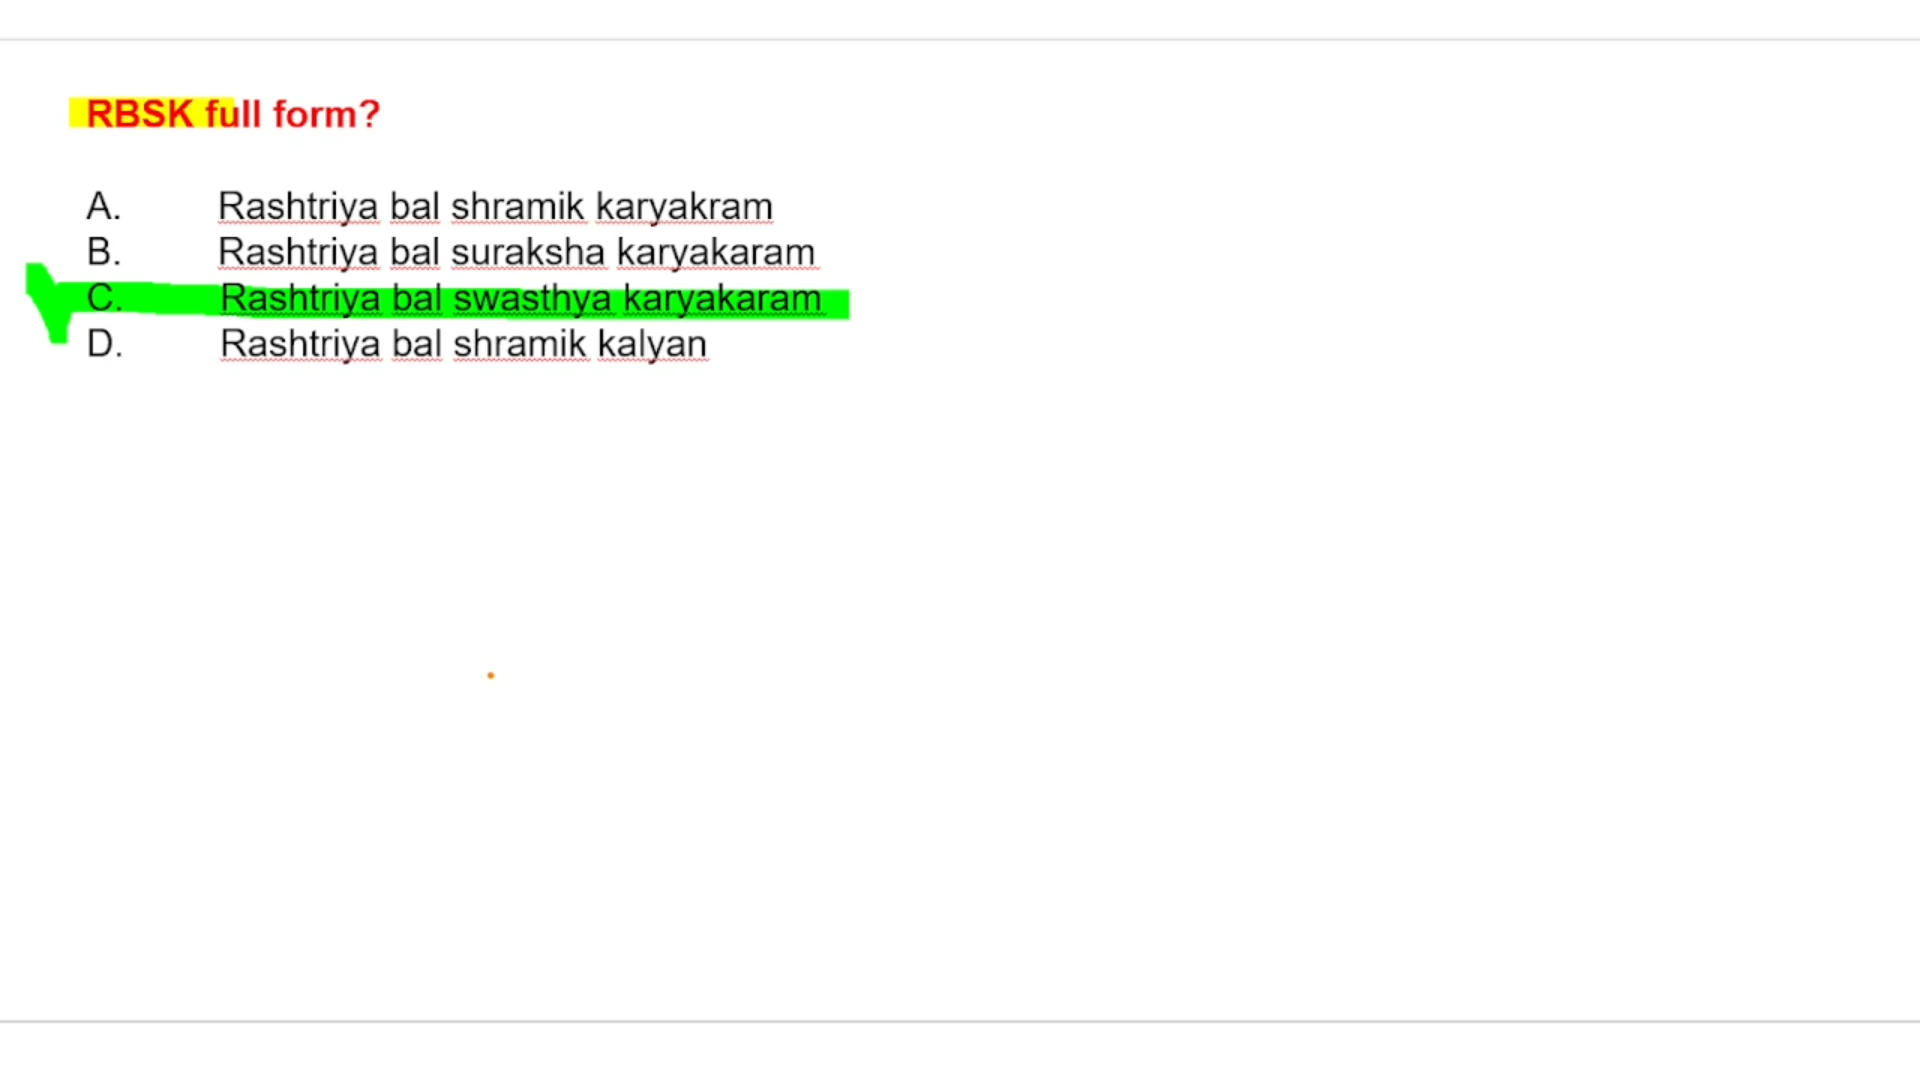 RBSK full form?
A. Rashtriya bal shramik karyakram
B. Rashtriya bal suraksha karyakaram
C. Rashtriya bal swasthya karyakaram
D. Rashtriya bal shramik kalyan